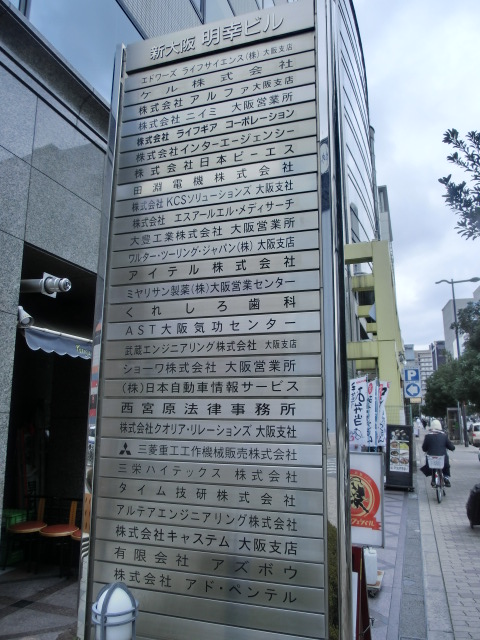 新大阪 明幸ビル
エドワーズ ライフサイエンス(株) 大阪支店
ゲル株式会社
株式会社 アルファ 大阪支店
株式会社 ニイミ 大阪営業所
株式会社 ライフギア コーポレーション
株式会社インターエージェンシー
株式会社日本ピーエス
田淵電機株式会社
株式会社 KCSソリューションズ 大阪支社
株式会社 エスアールエル・メディサーチ
大豊工業株式会社 大阪営業所
ワルター・ツーリング・ジャパン(株) 大阪支店
アイテル株式会社
ミヤリサン製薬(株)大阪営業センター
くれしろ歯科
AST大阪気功センター
武蔵エンジニアリング株式会社 大阪支店
ショーワ株式会社 大阪営業所
(株)日本自動車情報サービス
西宮原法律事務所
株式会社クオリア・リレーションズ 大阪支社
三菱重工工作機械販売株式会社
三栄ハイテックス 株式会社
タイム技研株式会社
アルテアエンジニアリング株式会社
株式会社キャステム 大阪支店
有限会社 アズボウ
株式会社 アド・ベンテル
P
弁当